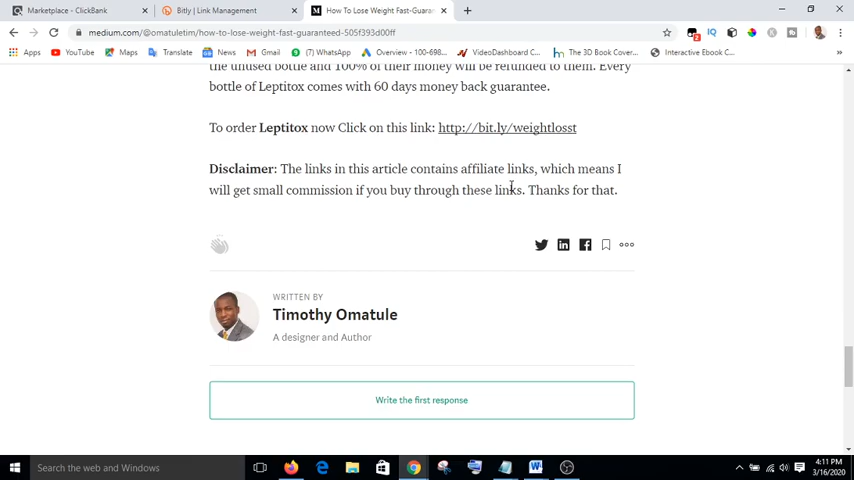 Marketplace - ClickBank
Bitly | Link Management
How To Lose Weight Fast-Guaran
medium.com/@omatuletim/how-to-lose-weight-fast-guaranteed-505f393d00ff
Apps YouTube Maps Translate News Gmail (7) WhatsApp Overview - 100-698... VideoDashboard C... The 3D Book Cover... Interactive Ebook C...
the unused bottle and 100% of their money will be refunded to them. Every
bottle of Leptitox comes with 60 days money back guarantee.
To order Leptitox now Click on this link: http://bit.ly/weightlosst
Disclaimer: The links in this article contains affiliate links, which means I
will get small commission if you buy through these links. Thanks for that.
WRITTEN BY
Timothy Omatule
A designer and Author
Write the first response
Search the web and Windows
4:11 PM
3/16/2020